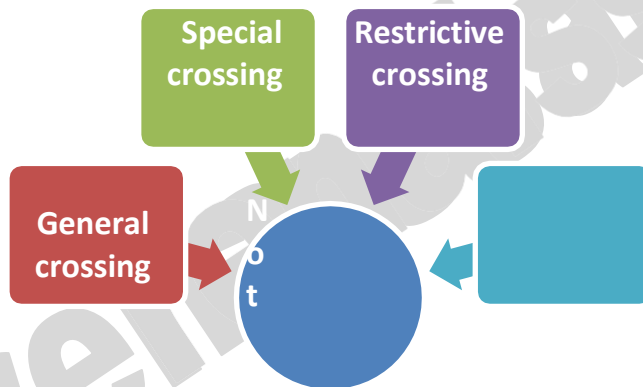 Special
crossing
Restrictive
crossing
General
crossing
N
o
t